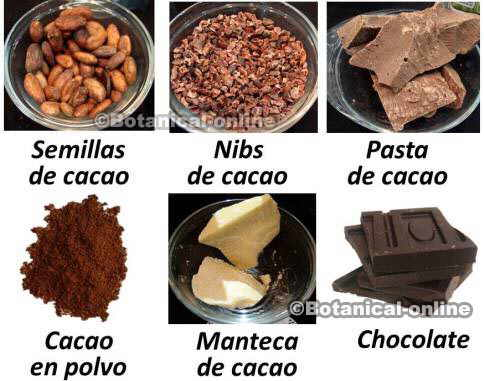 ©Botanical-online
Semillas
de cacao
Nibs
de cacao
Pasta
de cacao
©Botanical-online
Cacao
en polvo
Manteca
de cacao
Chocolate